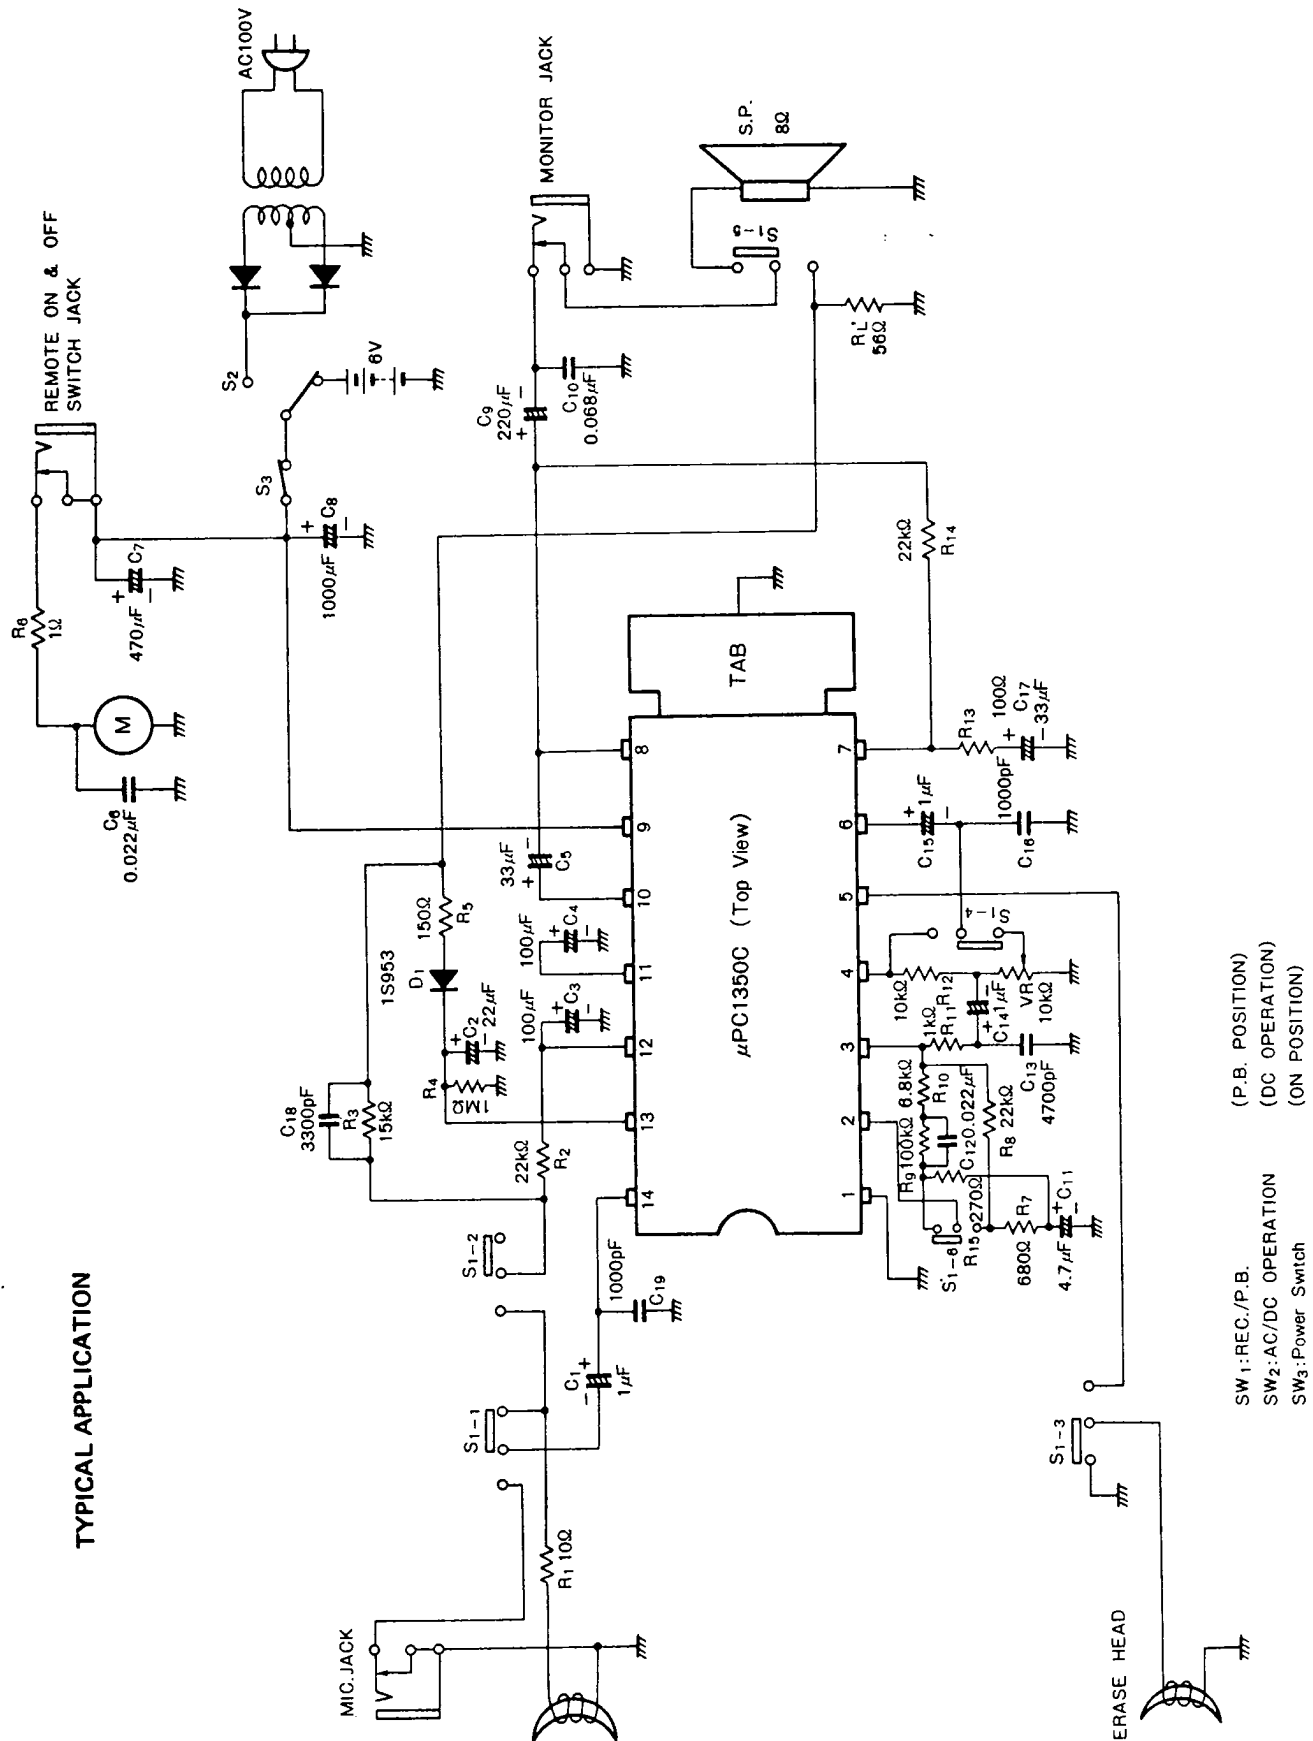 TYPICAL APPLICATION
REMOTE ON & OFF
SWITCH JACK
AC100V
R6
1Ω
M
C6
0.022μF
470μF
+
C7
−
S2
S3
6V
1000μF
+
C8
−
MONITOR JACK
C9
220μF
+
−
C10
0.068μF
S.P.
8Ω
S1-5
RL'
56Ω
C18
3300pF
R3
15kΩ
1S953
D1
150Ω
R5
R4
1MΩ
+
C2
−
22μF
22kΩ
R2
100μF
+
C3
−
100μF
+
C4
−
33μF
+
−
C5
MIC.JACK
R1 10Ω
S1-1
S1-2
−
C1
+
1μF
1000pF
C19
14
13
12
11
10
9
8
μPC1350C (Top View)
TAB
1
2
3
4
5
6
7
S1-6
R15
270Ω
R9
100kΩ
6.8kΩ
R10
C12
0.022μF
R8
22kΩ
680Ω
R7
4.7μF
+
C11
−
1kΩ
R11
10kΩ
R12
+
C14
−
1μF
C13
4700pF
VR
10kΩ
S1-4
C15
+
1μF
−
C16
1000pF
R13
100Ω
+
C17
−
33μF
22kΩ
R14
ERASE HEAD
S1-3
SW1:REC./P.B. (P.B. POSITION)
SW2:AC/DC OPERATION (DC OPERATION)
SW3:Power Switch (ON POSITION)